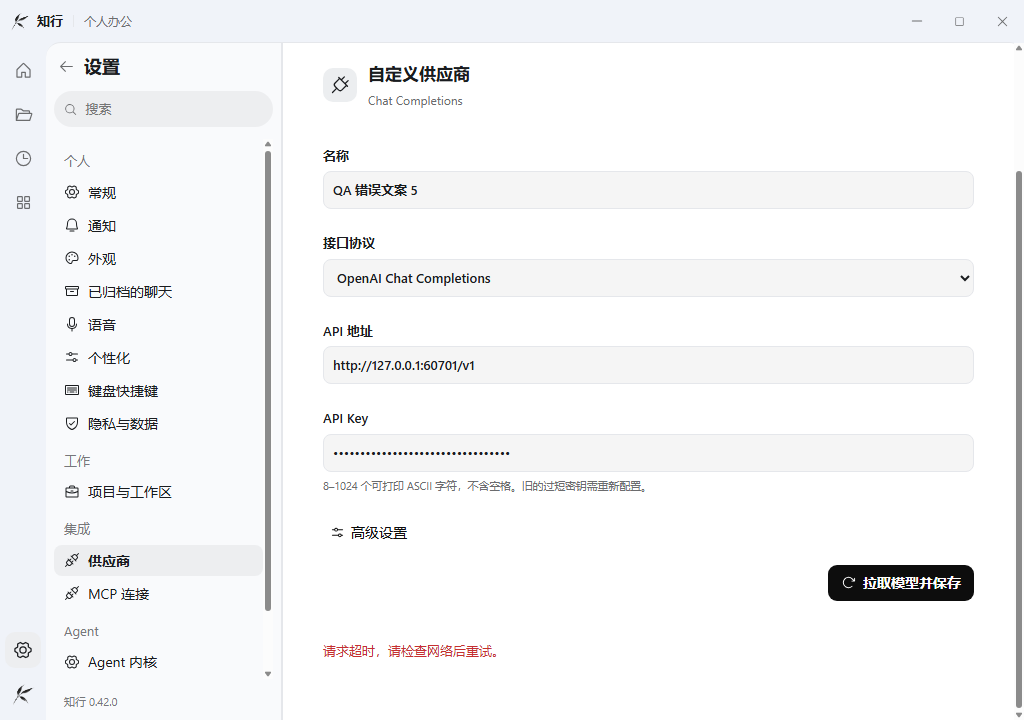 知行
个人办公
设置
搜索
个人
常规
通知
外观
已归档的聊天
语音
个性化
键盘快捷键
隐私与数据
工作
项目与工作区
集成
供应商
MCP 连接
Agent
Agent 内核
知行 0.42.0
自定义供应商
Chat Completions
名称
QA 错误文案 5
接口协议
OpenAI Chat Completions
API 地址
http://127.0.0.1:60701/v1
API Key
••••••••••••••••••••••••••••••••
8–1024 个可打印 ASCII 字符，不含空格。旧的过短密钥需重新配置。
高级设置
拉取模型并保存
请求超时，请检查网络后重试。